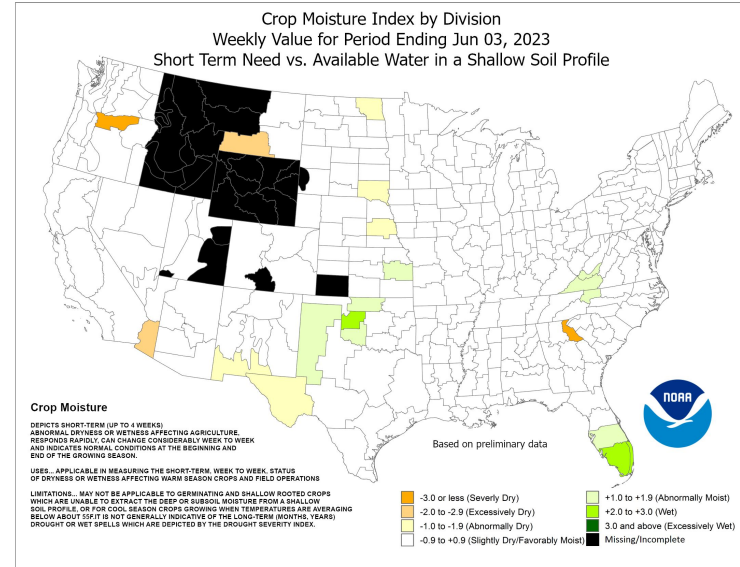 Crop Moisture Index by Division
Weekly Value for Period Ending Jun 03, 2023
Short Term Need vs. Available Water in a Shallow Soil Profile
Crop Moisture
DEPICTS SHORT-TERM (UP TO 4 WEEKS)
ABNORMAL DRYNESS OR WETNESS AFFECTING AGRICULTURE,
RESPONDS RAPIDLY, CAN CHANGE CONSIDERABLY WEEK TO WEEK
AND INDICATES NORMAL CONDITIONS AT THE BEGINNING AND
END OF THE GROWING SEASON.
USES... APPLICABLE IN MEASURING THE SHORT-TERM. WEEK TO WEEK, STATUS
OF DRYNESS OR WETNESS AFFECTING WARM SEASON CROPS AND FIELD OPERATIONS
LIMITATIONS... MAY NOT BE APPLICABLE TO GERMINATING AND SHALLOW ROOTED CROPS
WHICH ARE UNABLE TO EXTRACT THE DEEP OR SUBSOIL MOISTURE FROM A SHALLOW
SOIL PROFILE, OR FOR COOL SEASON CROPS GROWING WHEN TEMPERATURES ARE AVERAGING
BELOW ABOUT 55F.IT IS NOT GENERALLY INDICATIVE OF THE LONG-TERM (MONTHS, YEARS)
DROUGHT OR WET SPELLS WHICH ARE DEPICTED BY THE DROUGHT SEVERITY INDEX.
Based on preliminary data
NOAA
-3.0 or less (Severly Dry)
-2.0 to -2.9 (Excessively Dry)
-1.0 to -1.9 (Abnormally Dry)
-0.9 to +0.9 (Slightly Dry/Favorably Moist)
+1.0 to +1.9 (Abnormally Moist)
+2.0 to +3.0 (Wet)
3.0 and above (Excessively Wet)
Missing/Incomplete